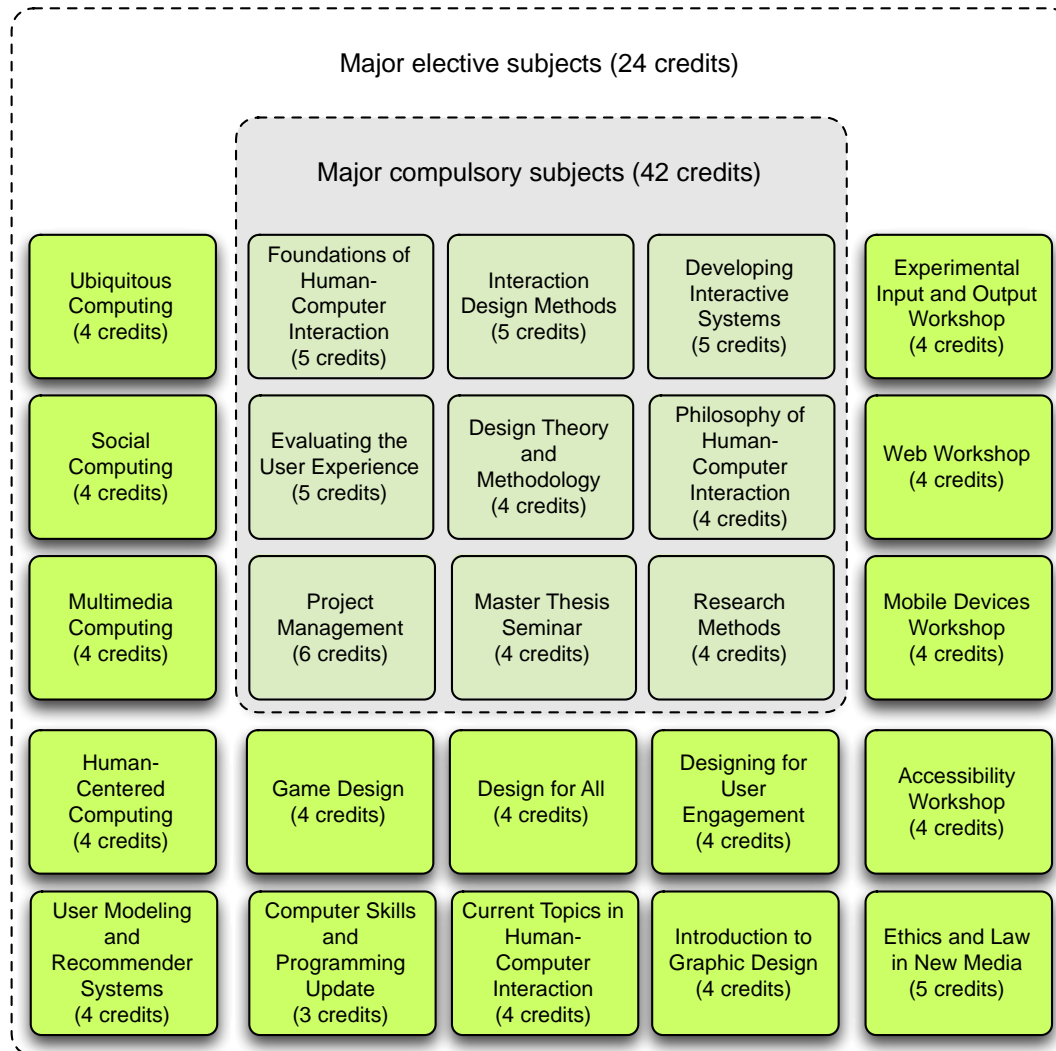 Major elective subjects (24 credits)
Major compulsory subjects (42 credits)
Ubiquitous
Computing
(4 credits)
Foundations of
Human-
Computer
Interaction
(5 credits)
Interaction
Design Methods
(5 credits)
Developing
Interactive
Systems
(5 credits)
Experimental
Input and Output
Workshop
(4 credits)
Social
Computing
(4 credits)
Evaluating the
User Experience
(5 credits)
Design Theory
and
Methodology
(4 credits)
Philosophy of
Human-
Computer
Interaction
(4 credits)
Web Workshop
(4 credits)
Multimedia
Computing
(4 credits)
Project
Management
(6 credits)
Master Thesis
Seminar
(4 credits)
Research
Methods
(4 credits)
Mobile Devices
Workshop
(4 credits)
Human-
Centered
Computing
(4 credits)
Game Design
(4 credits)
Design for All
(4 credits)
Designing for
User
Engagement
(4 credits)
Accessibility
Workshop
(4 credits)
User Modeling
and
Recommender
Systems
(4 credits)
Computer Skills
and
Programming
Update
(3 credits)
Current Topics in
Human-
Computer
Interaction
(4 credits)
Introduction to
Graphic Design
(4 credits)
Ethics and Law
in New Media
(5 credits)